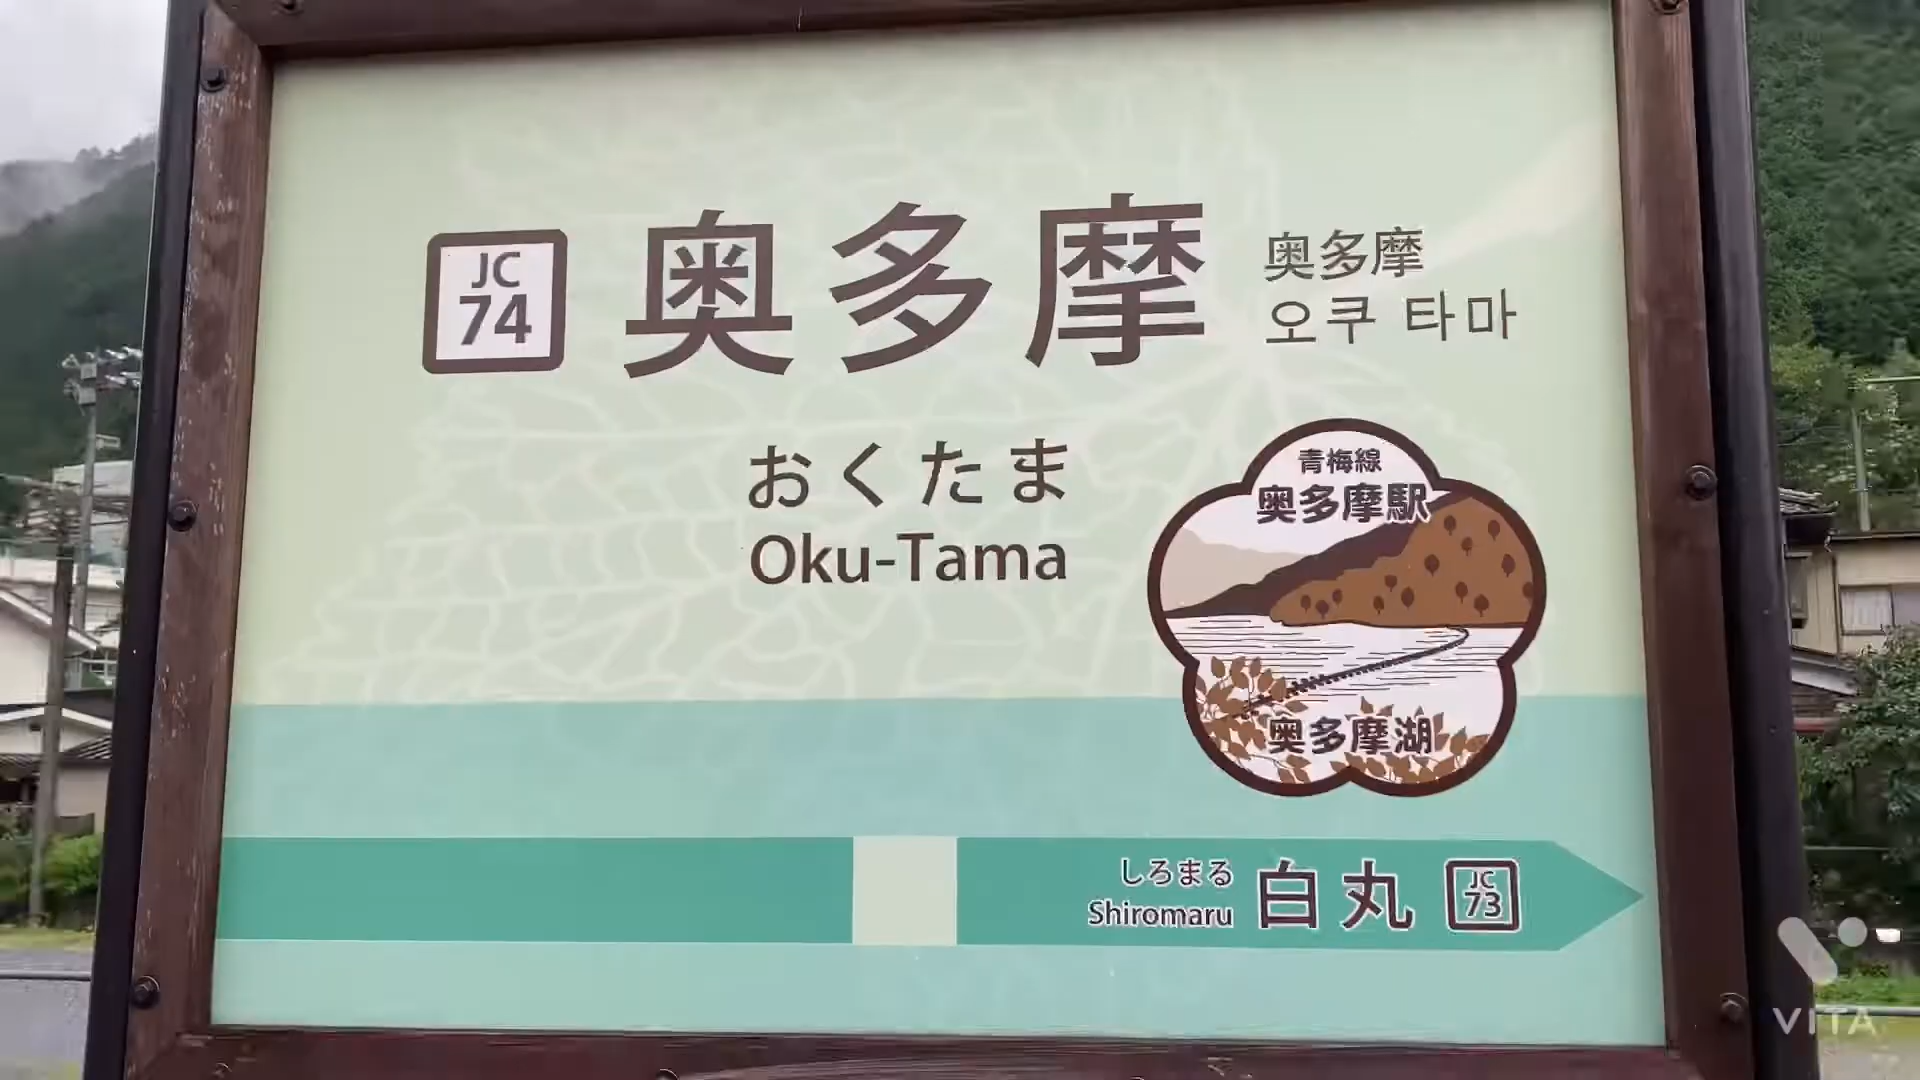 JC
74
奥多摩
奥多摩
오쿠 타마
おくたま
Oku-Tama
青梅線
奥多摩駅
奥多摩湖
しろまる
Shiromaru
白丸
JC
73
VITA